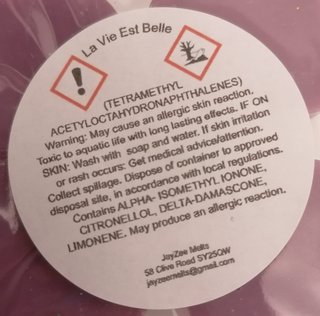 La Vie Est Belle
(TETRAMETHYL
ACETYLOCTAHYDRONAPHTHALENES)
Warning: May cause an allergic skin reaction.
Toxic to aquatic life with long lasting effects. IF ON
SKIN: Wash with soap and water. If skin irritation
or rash occurs: Get medical advice/attention.
Collect spillage. Dispose of container to approved
disposal site, in accordance with local regulations.
Contains ALPHA- ISOMETHYL IONONE,
CITRONELLOL, DELTA-DAMASCONE,
LIMONENE. May produce an allergic reaction.
JayZee Melts
58 Clive Road SY25QW
jayzeemelts@gmail.com